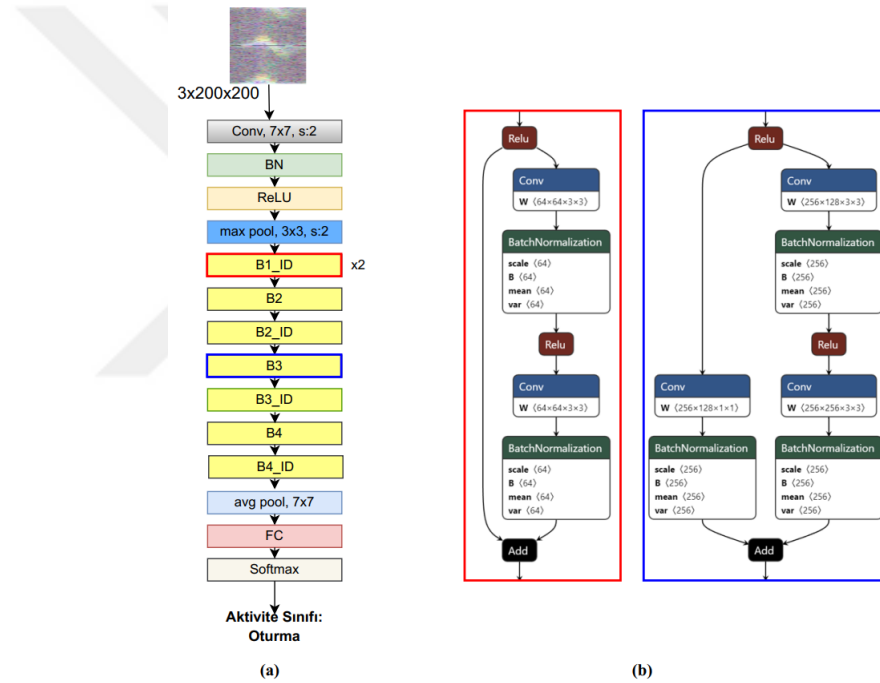 3x200x200
Conv, 7x7, s:2
BN
ReLU
max pool, 3x3, s:2
B1_ID
x2
B2
B2_ID
B3
B3_ID
B4
B4_ID
avg pool, 7x7
FC
Softmax
Aktivite Sınıfı:
Oturma
(a)
Relu
Conv
W ⟨64×64×3×3⟩
BatchNormalization
scale ⟨64⟩
B ⟨64⟩
mean ⟨64⟩
var ⟨64⟩
Relu
Conv
W ⟨64×64×3×3⟩
BatchNormalization
scale ⟨64⟩
B ⟨64⟩
mean ⟨64⟩
var ⟨64⟩
Add
Relu
Conv
W ⟨256×128×3×3⟩
BatchNormalization
scale ⟨256⟩
B ⟨256⟩
mean ⟨256⟩
var ⟨256⟩
Relu
Conv
W ⟨256×128×1×1⟩
BatchNormalization
scale ⟨256⟩
B ⟨256⟩
mean ⟨256⟩
var ⟨256⟩
Conv
W ⟨256×256×3×3⟩
BatchNormalization
scale ⟨256⟩
B ⟨256⟩
mean ⟨256⟩
var ⟨256⟩
Add
(b)